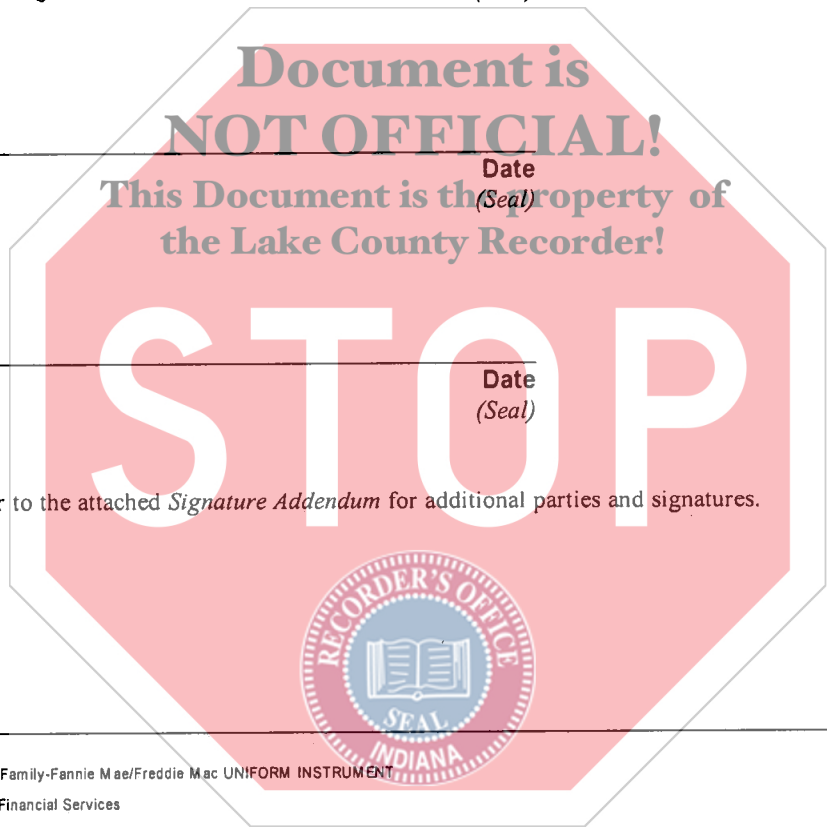 Document is
NOT OFFICIAL!
Date
This Document is the property of
(Seal)
the Lake County Recorder!
STOP
Date
(Seal)
to the attached Signature Addendum for additional parties and signatures.
RECORDER'S OFFICE
SEAL
INDIANA
Family-Fannie Mae/Freddie Mac UNIFORM INSTRUMENT
Financial Services